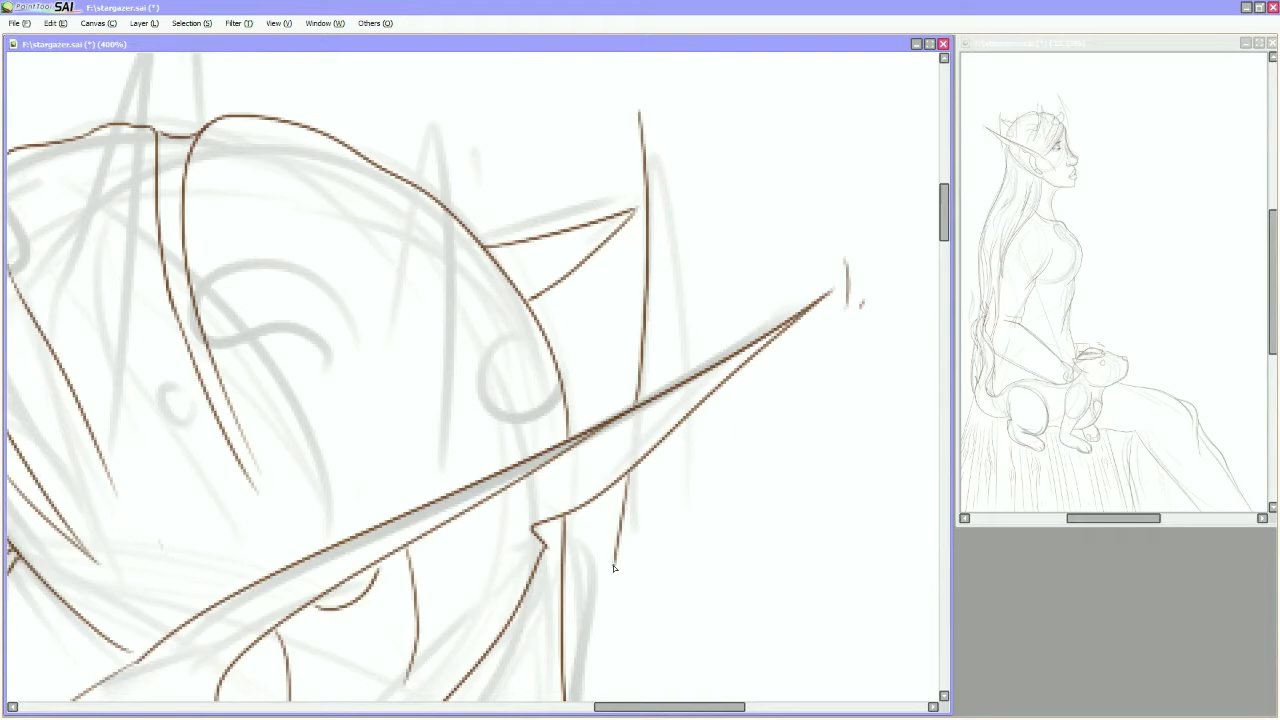 PaintTool SAI F:\stargazer.sai (*)
File (F) Edit (E) Canvas (C) Layer (L) Selection (S) Filter (T) View (V) Window (W) Others (O)
F:\stargazer.sai (*) (400%)